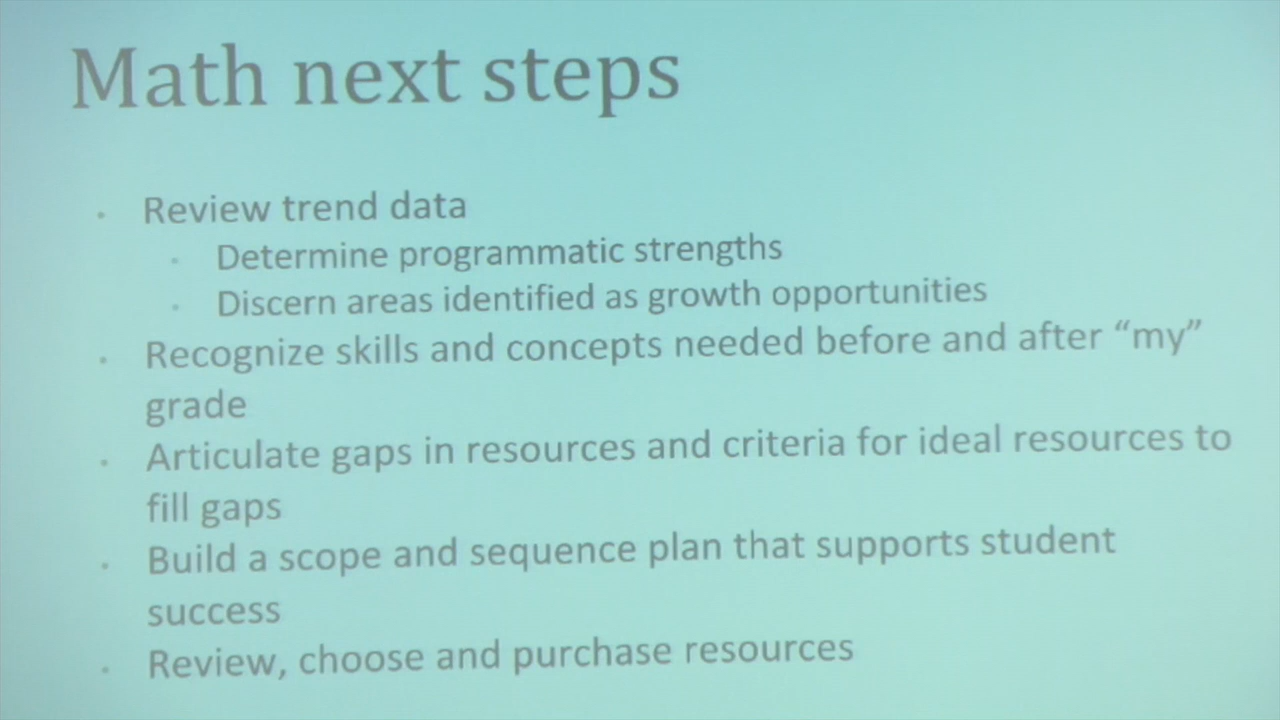 Math next steps
Review trend data
Determine programmatic strengths
Discern areas identified as growth opportunities
Recognize skills and concepts needed before and after “my”
grade
Articulate gaps in resources and criteria for ideal resources to
fill gaps
Build a scope and sequence plan that supports student
success
Review, choose and purchase resources